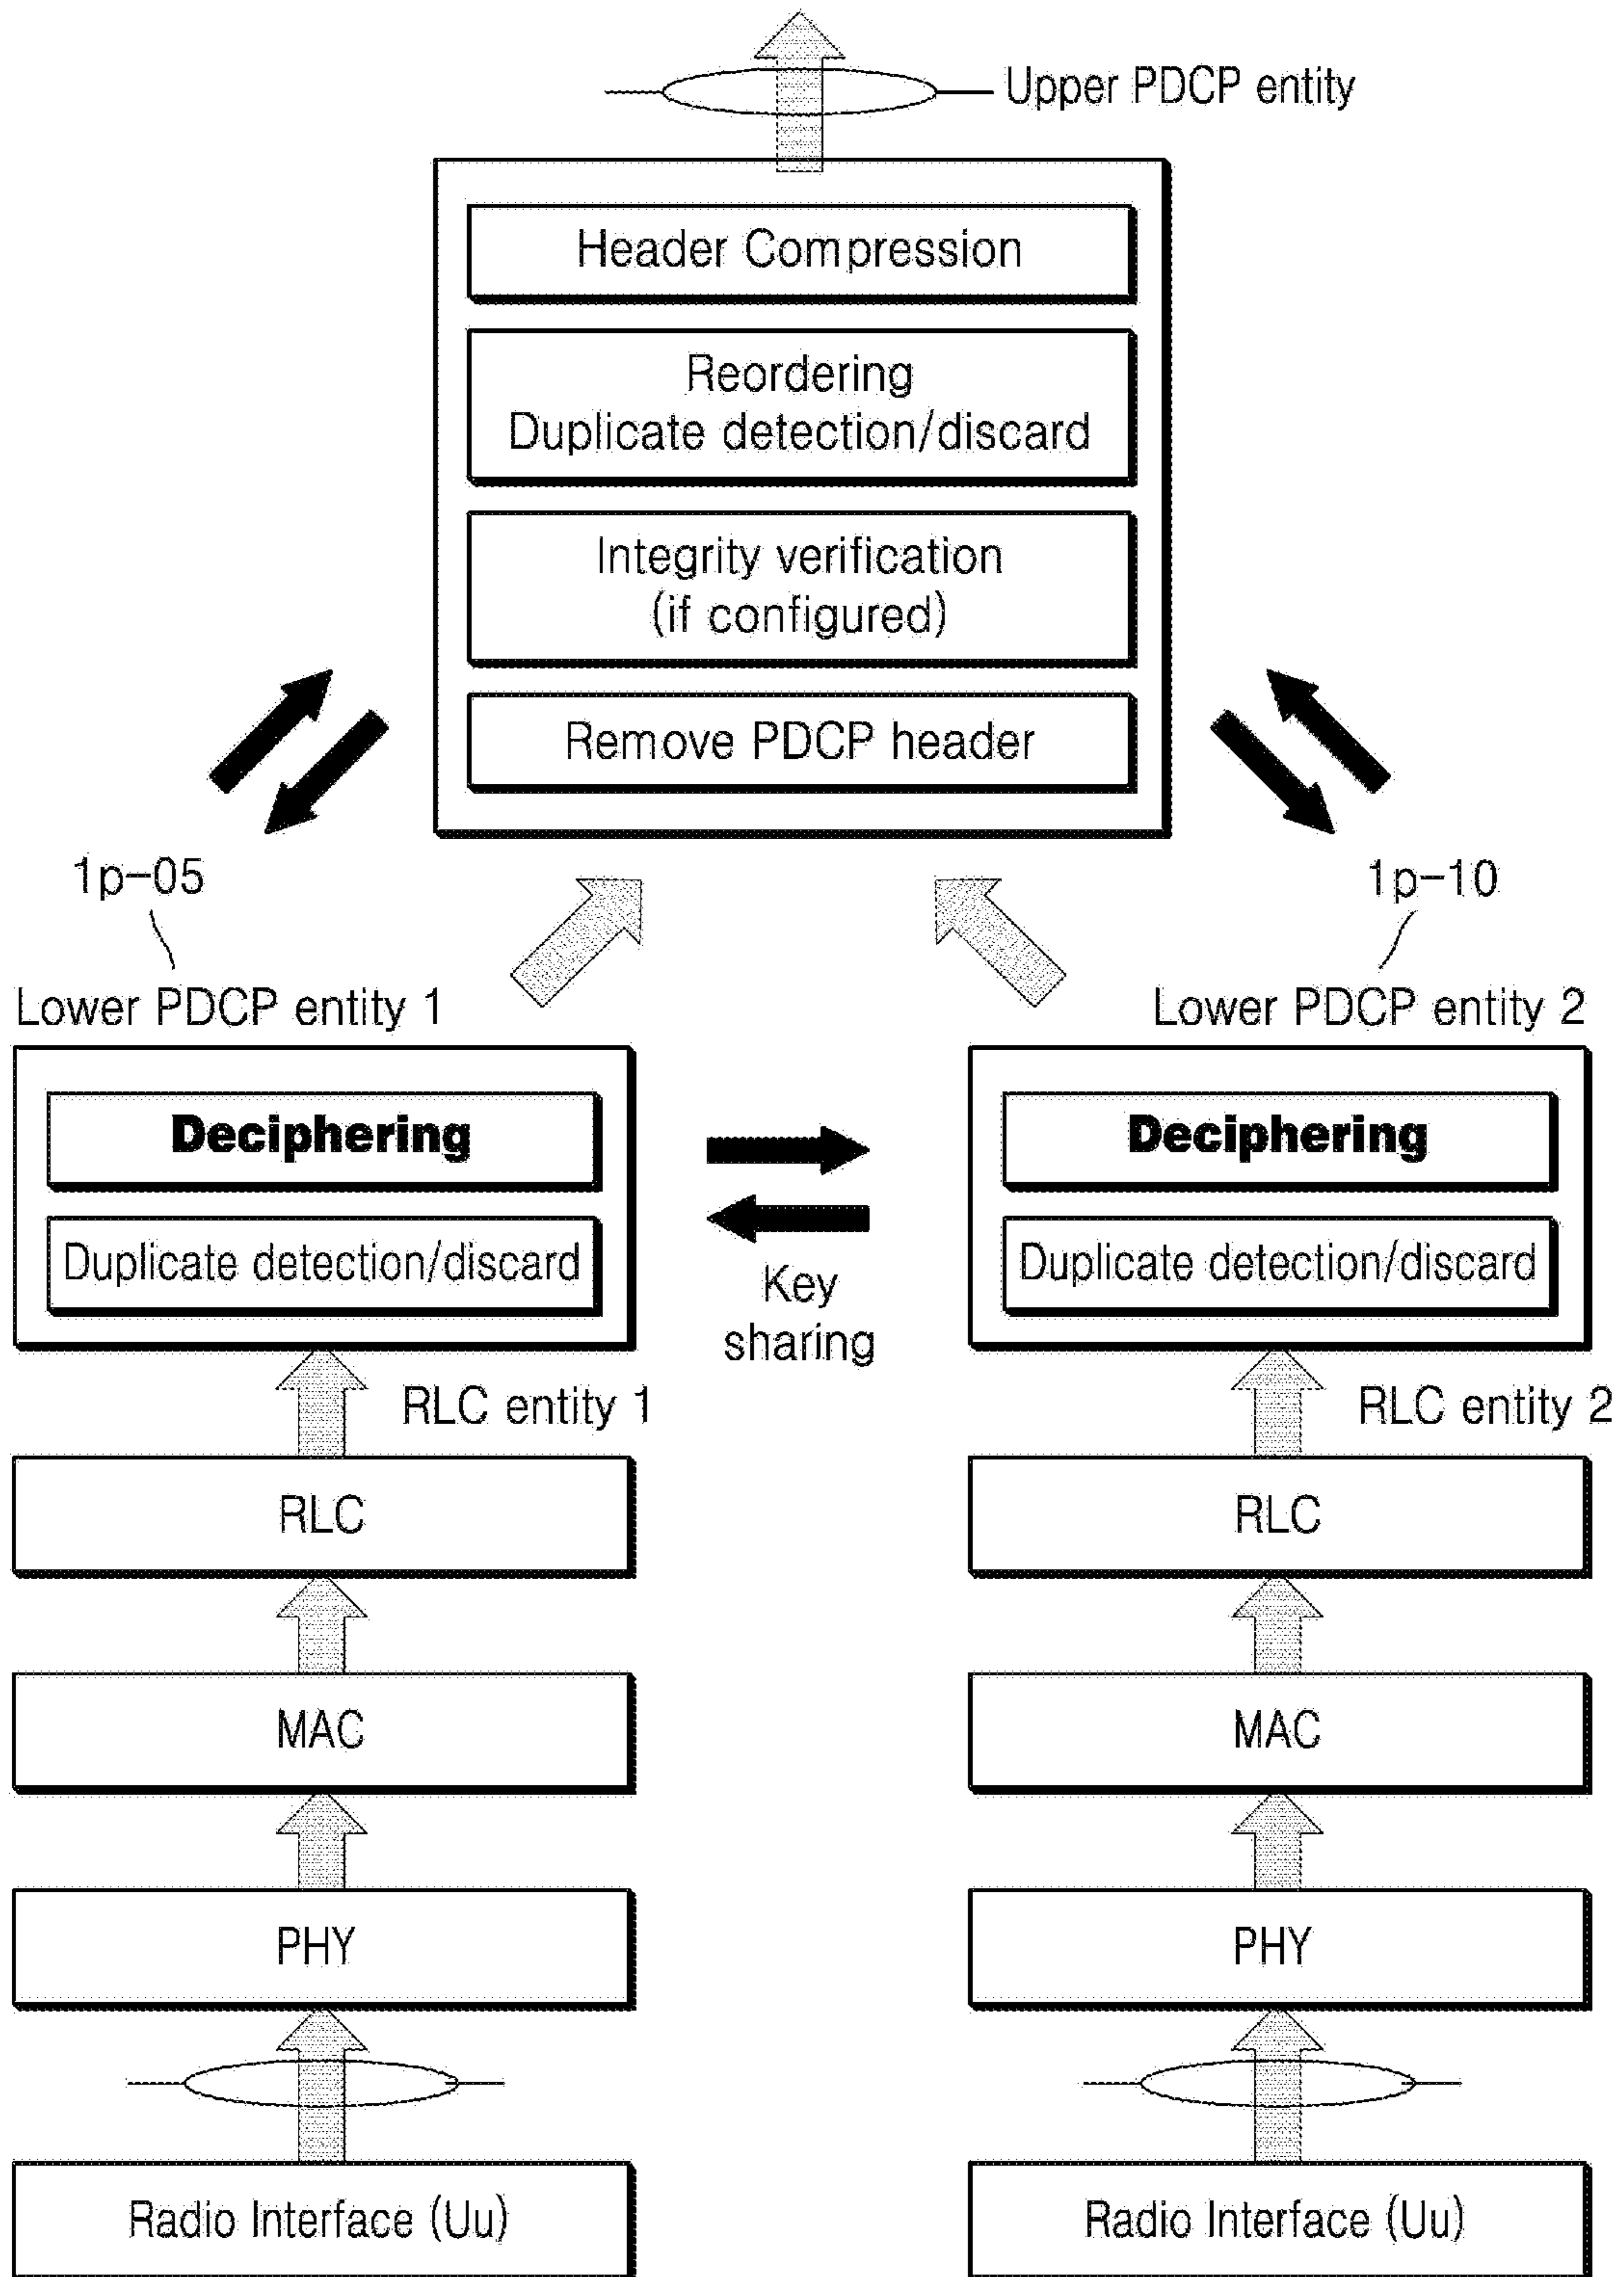 Upper PDCP entity
Header Compression
Reordering
Duplicate detection/discard
Integrity verification
(if configured)
Remove PDCP header
1p-05
1p-10
Lower PDCP entity 1
Lower PDCP entity 2
Deciphering
Deciphering
Duplicate detection/discard
Duplicate detection/discard
Key
sharing
RLC entity 1
RLC entity 2
RLC
RLC
MAC
MAC
PHY
PHY
Radio Interface (Uu)
Radio Interface (Uu)